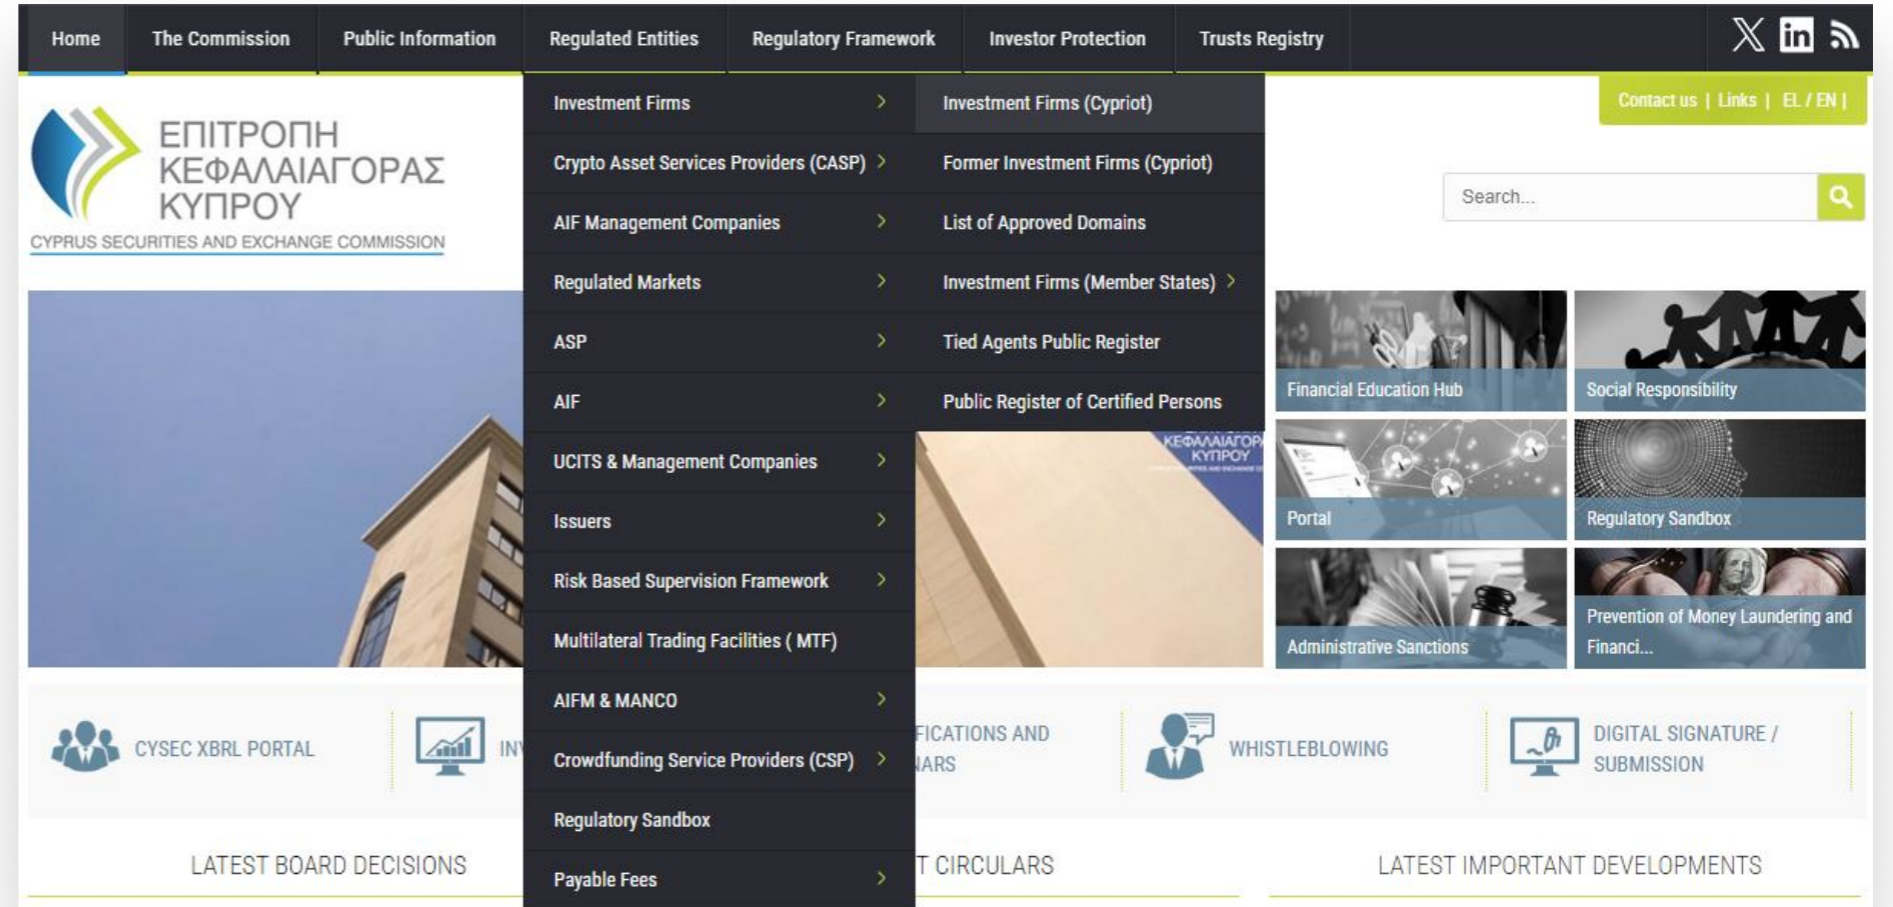 Home
The Commission
Public Information
Regulated Entities
Regulatory Framework
Investor Protection
Trusts Registry
Contact us | Links | EL / EN |
ΕΠΙΤΡΟΠΗ
ΚΕΦΑΛΑΙΑΓΟΡΑΣ
ΚΥΠΡΟΥ
CYPRUS SECURITIES AND EXCHANGE COMMISSION
Search...
Investment Firms
Crypto Asset Services Providers (CASP)
AIF Management Companies
Regulated Markets
ASP
AIF
UCITS & Management Companies
Issuers
Risk Based Supervision Framework
Multilateral Trading Facilities ( MTF)
AIFM & MANCO
Crowdfunding Service Providers (CSP)
Regulatory Sandbox
Payable Fees
Investment Firms (Cypriot)
Former Investment Firms (Cypriot)
List of Approved Domains
Investment Firms (Member States)
Tied Agents Public Register
Public Register of Certified Persons
ΚΕΦΑΛΑΙΑΓΟΡΑ
ΚΥΠΡΟΥ
Financial Education Hub
Social Responsibility
Portal
Regulatory Sandbox
Administrative Sanctions
Prevention of Money Laundering and
Financi...
CYSEC XBRL PORTAL
INV
FICATIONS AND
NARS
WHISTLEBLOWING
DIGITAL SIGNATURE /
SUBMISSION
LATEST BOARD DECISIONS
T CIRCULARS
LATEST IMPORTANT DEVELOPMENTS